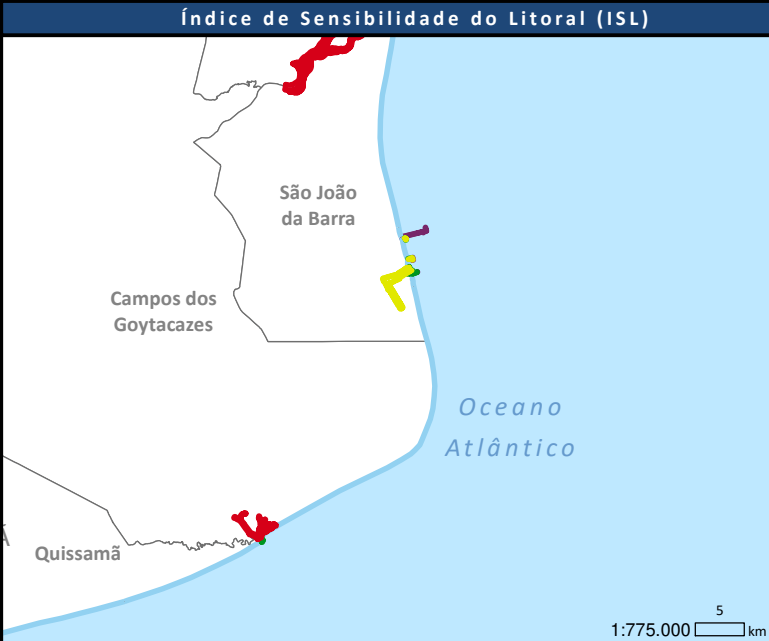 Índice de Sensibilidade do Litoral (ISL)
São João
da Barra
Campos dos
Goytacazes
Oceano
Atlântico
Quissamã
5
1:775.000 km